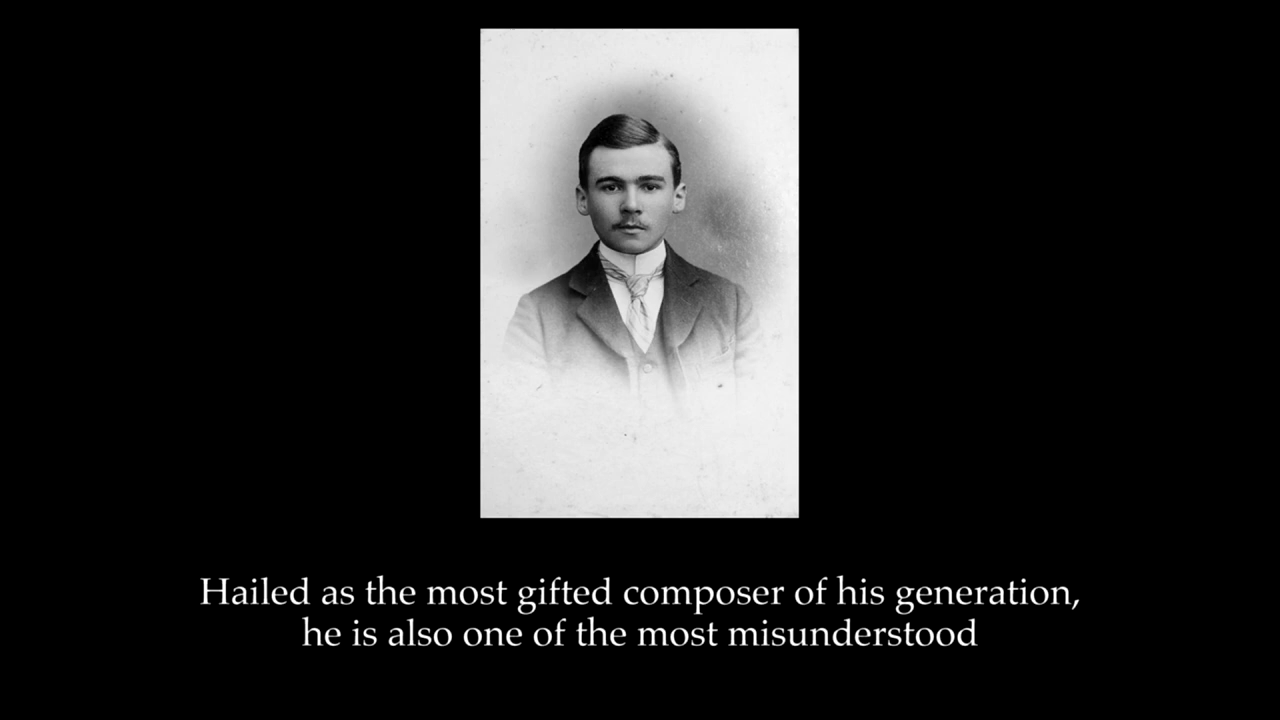 Hailed as the most gifted composer of his generation,
he is also one of the most misunderstood